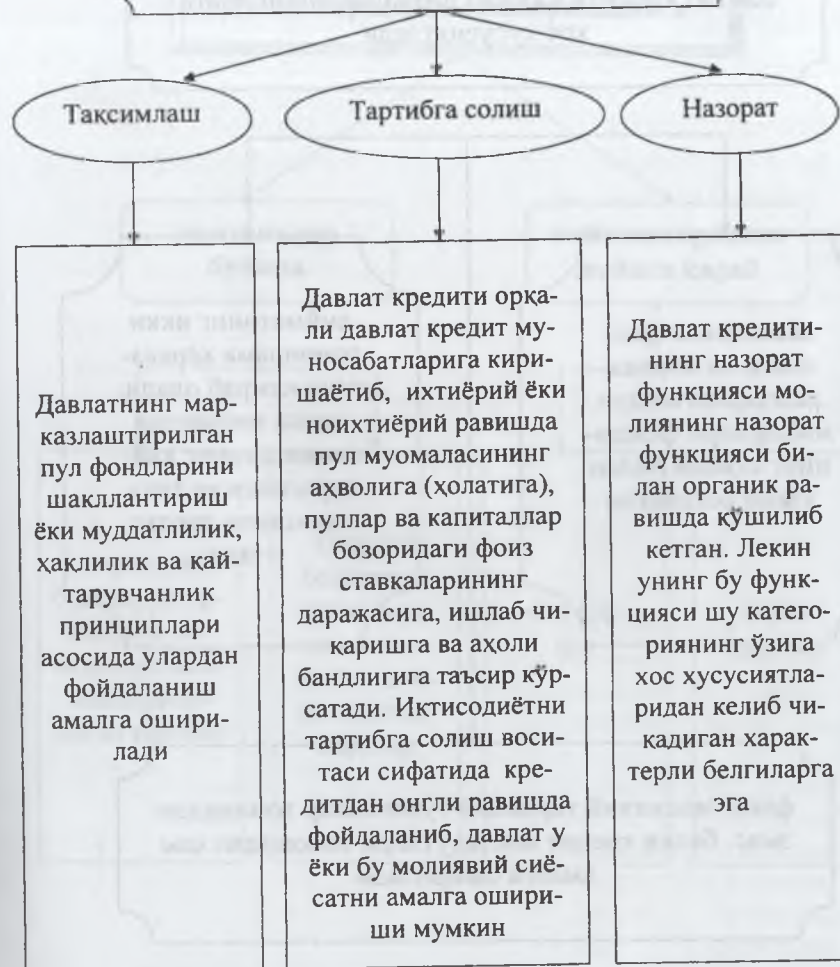 Тақсимлаш
Тартибга солиш
Назорат
Давлатнинг мар-
казлаштирилган
пул фондларини
шакллантириш
ёки муддатлилик,
ҳақлилик ва қай-
тарувчанлик
принциплари
асосида улардан
фойдаланиш
амалга ошири-
лади
Давлат кредити орқа-
ли давлат кредит му-
носабатларига кири-
шаётиб, ихтиёрий ёки
ноихтиёрий равишда
пул муомаласининг
аҳволига (ҳолатига),
пуллар ва капиталлар
бозоридаги фоиз
ставкаларининг
даражасига, ишлаб чи-
қаришга ва аҳоли
бандлигига таъсир кўр-
сатади. Иктисодиётни
тартибга солиш воси-
таси сифатида кре-
дитдан онгли равишда
фойдаланиб, давлат у
ёки бу молиявий сиё-
сатни амалга ошири-
ши мумкин
Давлат кредити-
нинг назорат
функцияси мо-
лиянинг назорат
функцияси би-
лан органик ра-
вишда қўшилиб
кетган. Лекин
унинг бу функ-
цияси шу катего-
риянинг ўзига
хос хусусиятла-
ридан келиб чи-
қадиган харак-
терли белгиларга
эга